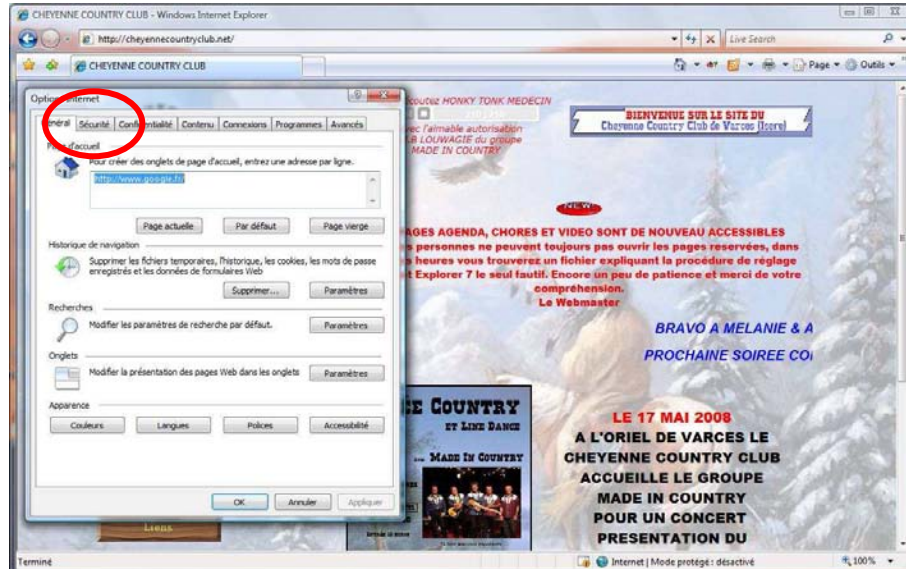 CHEYENNE COUNTRY CLUB - Windows Internet Explorer
http://cheyennecountryclub.net/
Live Search
CHEYENNE COUNTRY CLUB
Page
Outils
Options Internet
Général Sécurité Confidentialité Contenu Connexions Programmes Avancés
Page d'accueil
Pour créer des onglets de page d'accueil, entrez une adresse par ligne.
http://www.google.fr/
Page actuelle
Par défaut
Page vierge
Historique de navigation
Supprimer les fichiers temporaires, l'historique, les cookies, les mots de passe
enregistrés et les données de formulaires Web
Supprimer...
Paramètres
Recherches
Modifier les paramètres de recherche par défaut.
Paramètres
Onglets
Modifier la présentation des pages Web dans les onglets
Paramètres
Apparence
Couleurs
Langues
Polices
Accessibilité
OK
Annuler
Appliquer
coutez HONKY TONK MEDECIN
vec l'aimable autorisation
LOUWAGIE du groupe
MADE IN COUNTRY
BIENVENUE SUR LE SITE DU
Cheyenne Country Club de Varces (Isere)
NEW
AGES AGENDA, CHORES ET VIDEO SONT DE NOUVEAU ACCESSIBLES
s personnes ne peuvent toujours pas ouvrir les pages reservées, dans
heures vous trouverez un fichier expliquant la procédure de réglage
t Explorer 7 le seul fautif. Encore un peu de patience et merci de votre
compréhension.
Le Webmaster
BRAVO A MELANIE & A
PROCHAINE SOIREE CO
E COUNTRY
ET LINE DANCE
... MADE IN COUNTRY
LE 17 MAI 2008
A L'ORIEL DE VARCES LE
CHEYENNE COUNTRY CLUB
ACCUEILLE LE GROUPE
MADE IN COUNTRY
POUR UN CONCERT
PRESENTATION DU
Liens
Terminé
Internet | Mode protégé : désactivé
100%